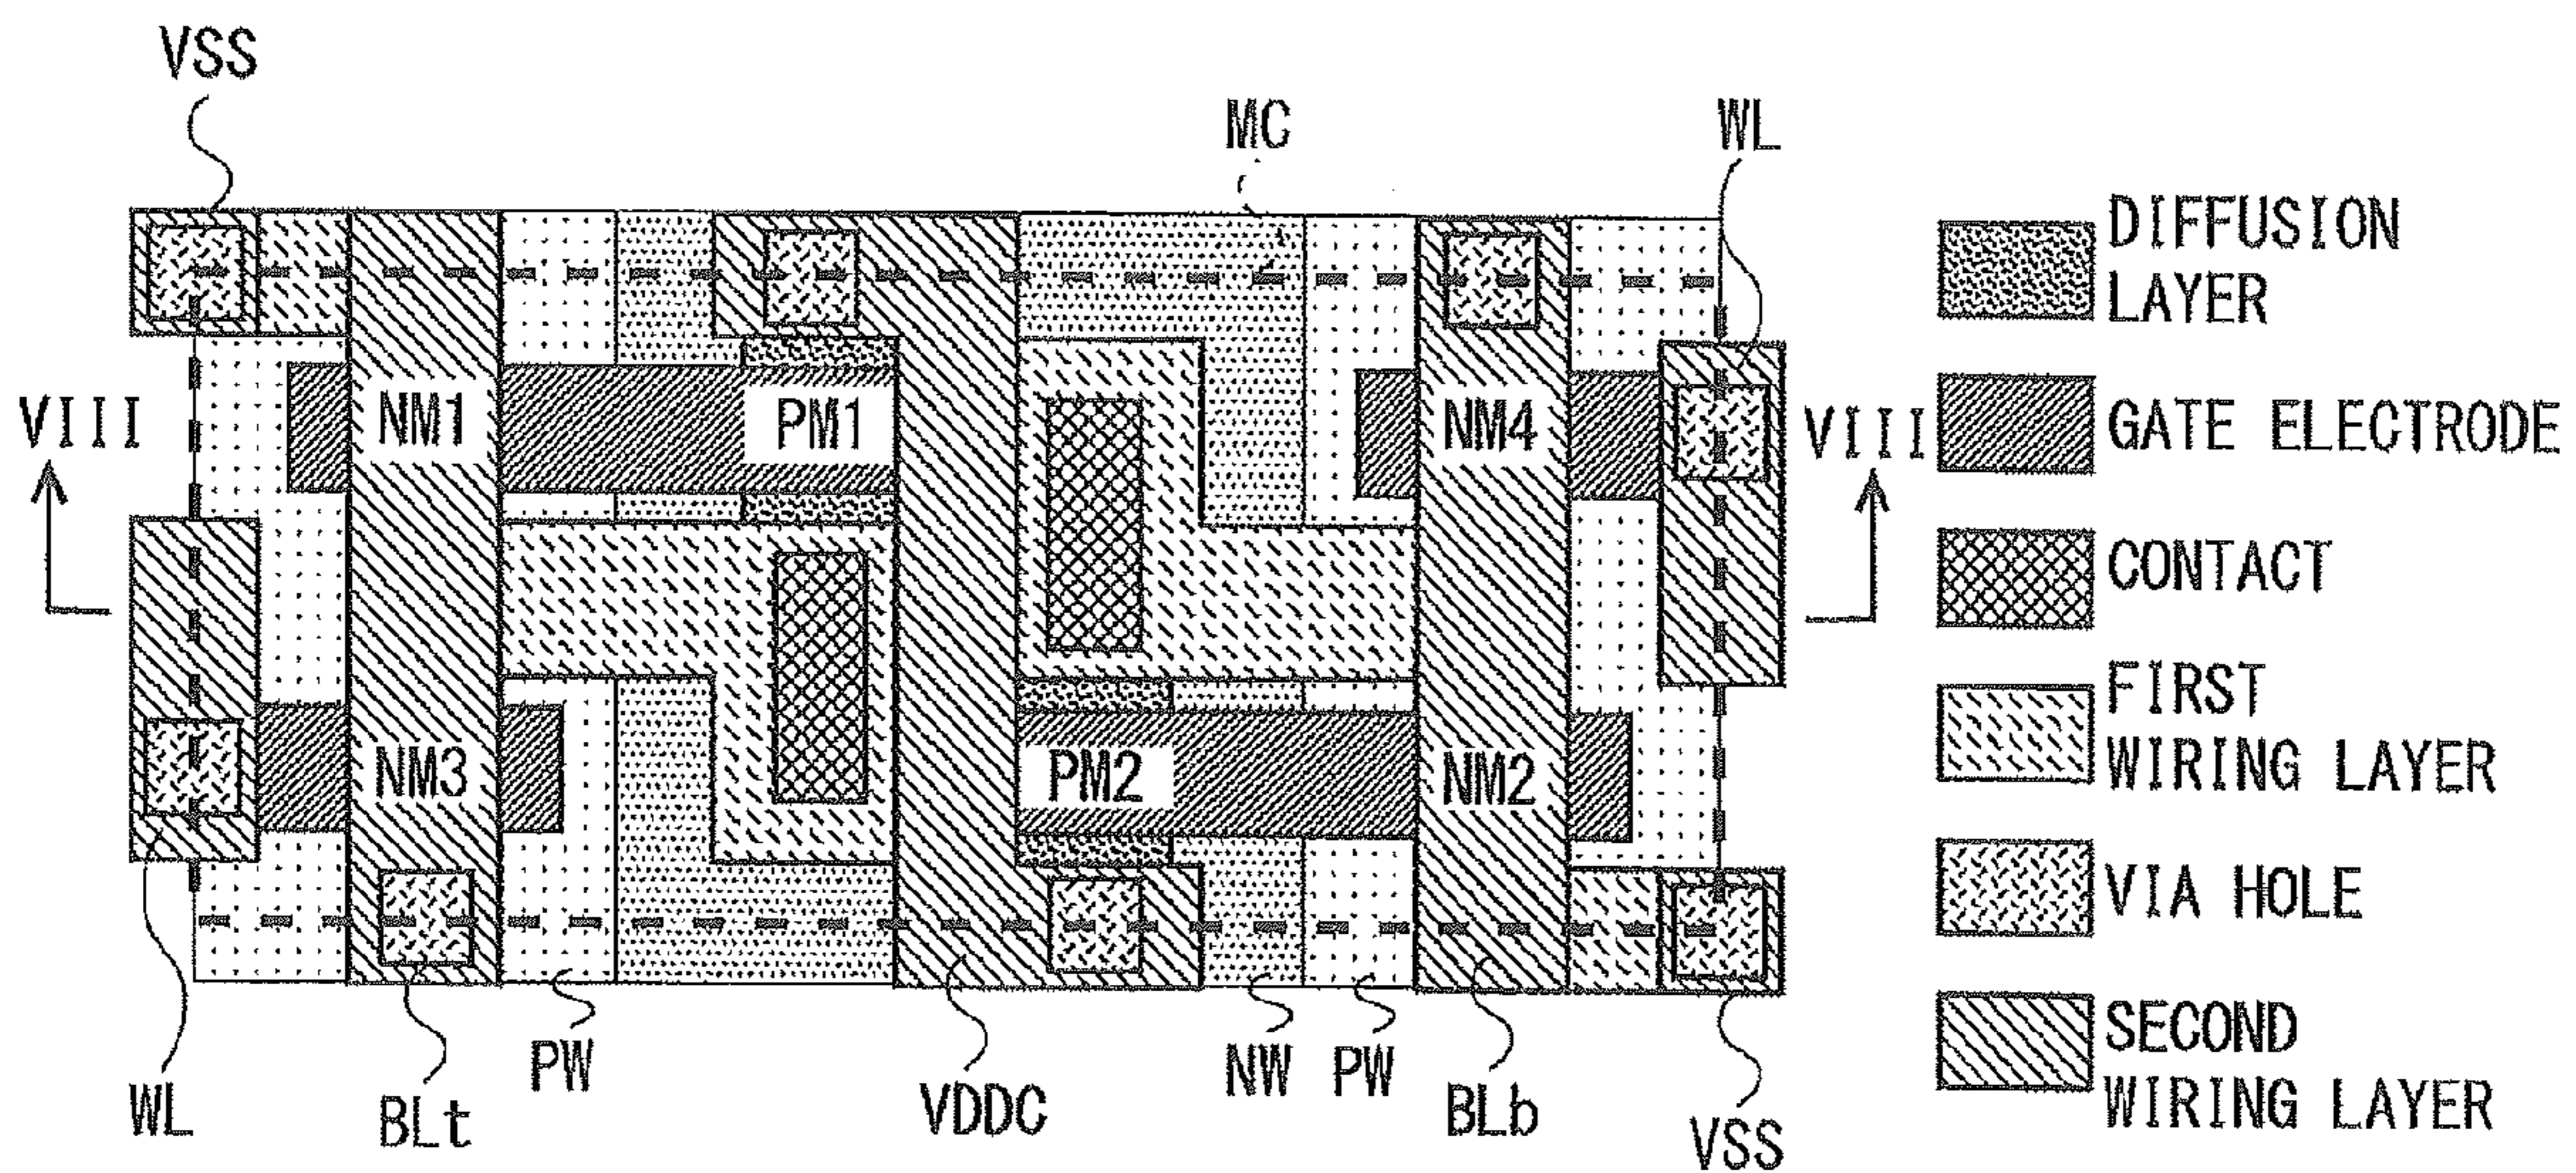 VSS
MC
WL
DIFFUSION
LAYER
VIII
NM1
PM1
NM4
VIII
GATE ELECTRODE
CONTACT
FIRST
WIRING LAYER
NM3
PM2
NM2
VIA HOLE
SECOND
WIRING LAYER
WL
BLt
PW
VDDC
NW
PW
BLb
VSS